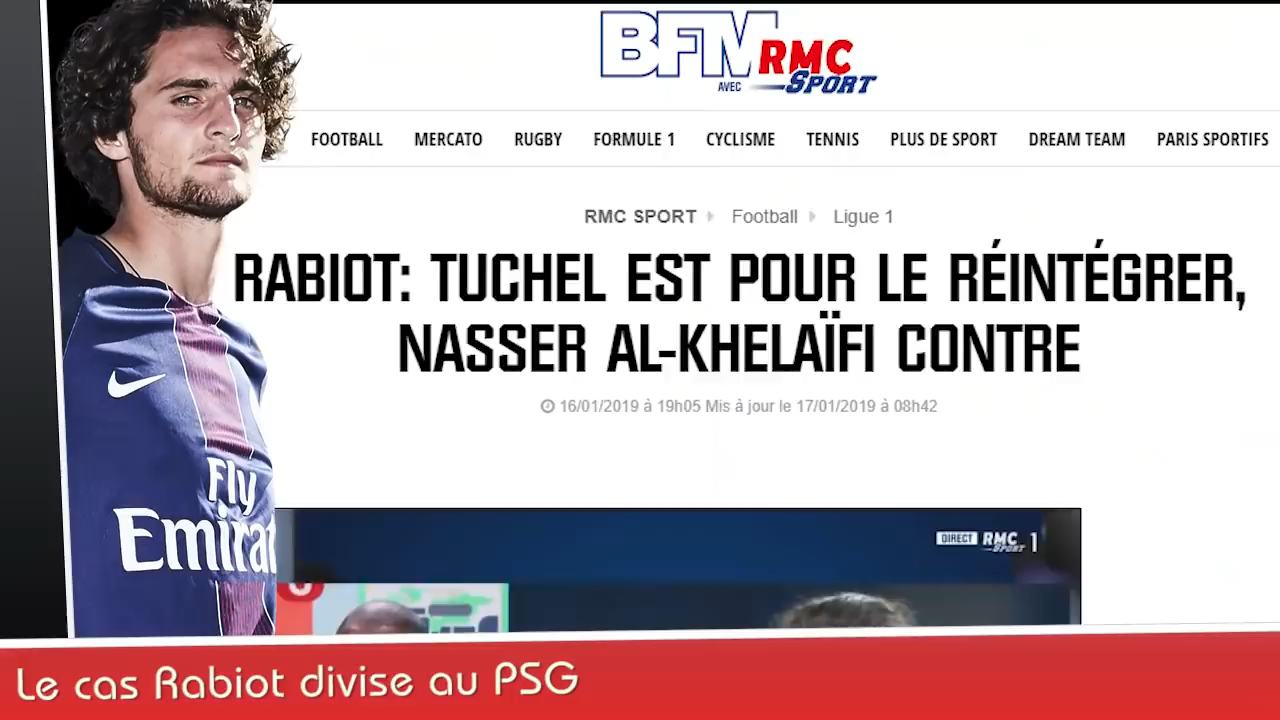 BFM RMC
AVEC SPORT
FOOTBALL MERCATO RUGBY FORMULE 1 CYCLISME TENNIS PLUS DE SPORT DREAM TEAM PARIS SPORTIFS
RMC SPORT Football Ligue 1
RABIOT: TUCHEL EST POUR LE RÉINTÉGRER,
NASSER AL-KHELAÏFI CONTRE
16/01/2019 à 19h05 Mis à jour le 17/01/2019 à 08h42
Fly
Emirat
DIRECT RMC SPORT 1
Le cas Rabiot divise au PSG